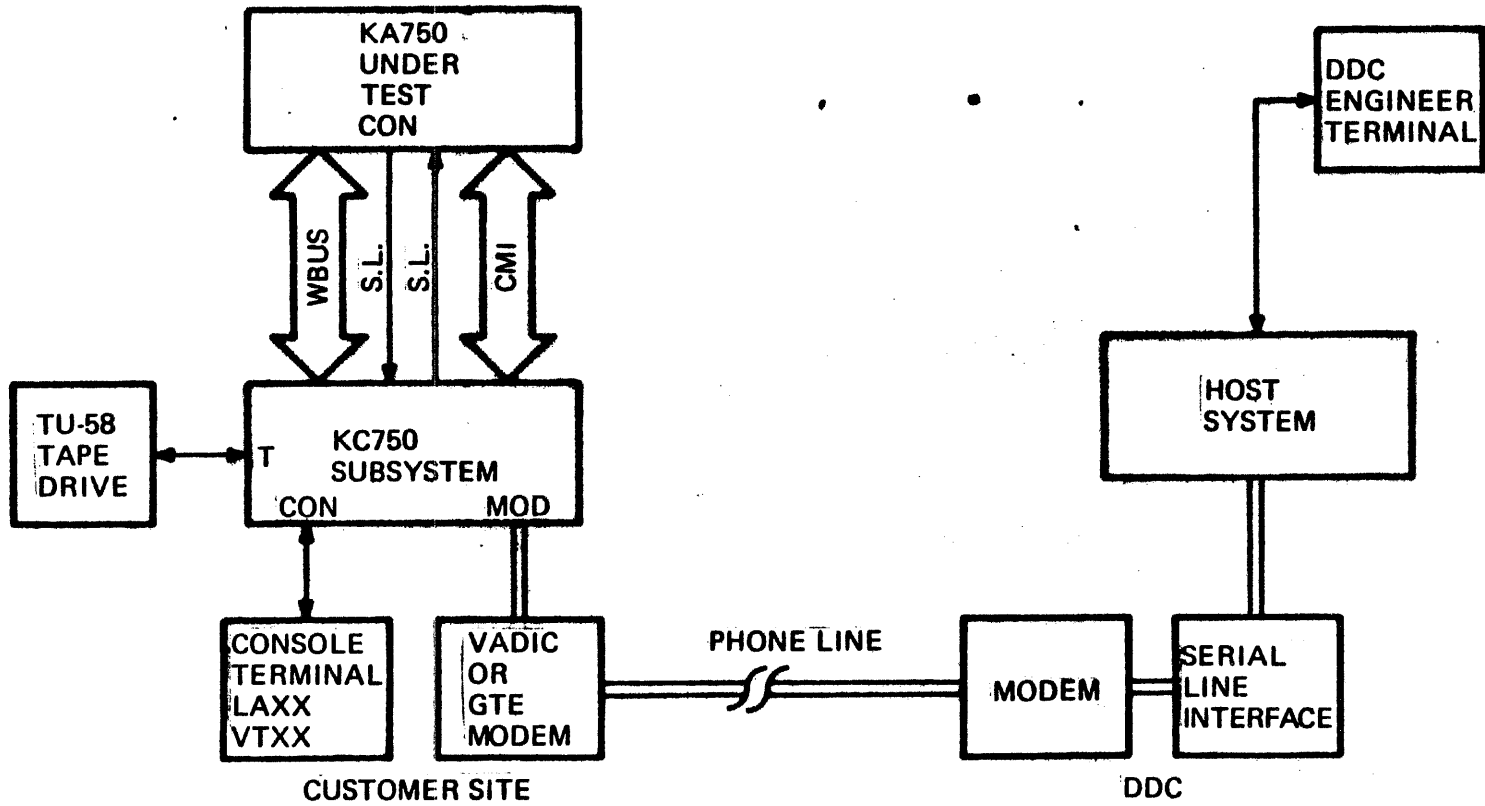 KA750
UNDER
TEST
CON
DDC
ENGINEER
TERMINAL
WBUS
S.L.
S.L.
CMI
HOST
SYSTEM
TU-58
TAPE
DRIVE
T
KC750
SUBSYSTEM
CON
MOD
CONSOLE
TERMINAL
LAXX
VTXX
VADIC
OR
GTE
MODEM
PHONE LINE
MODEM
SERIAL
LINE
INTERFACE
CUSTOMER SITE
DDC